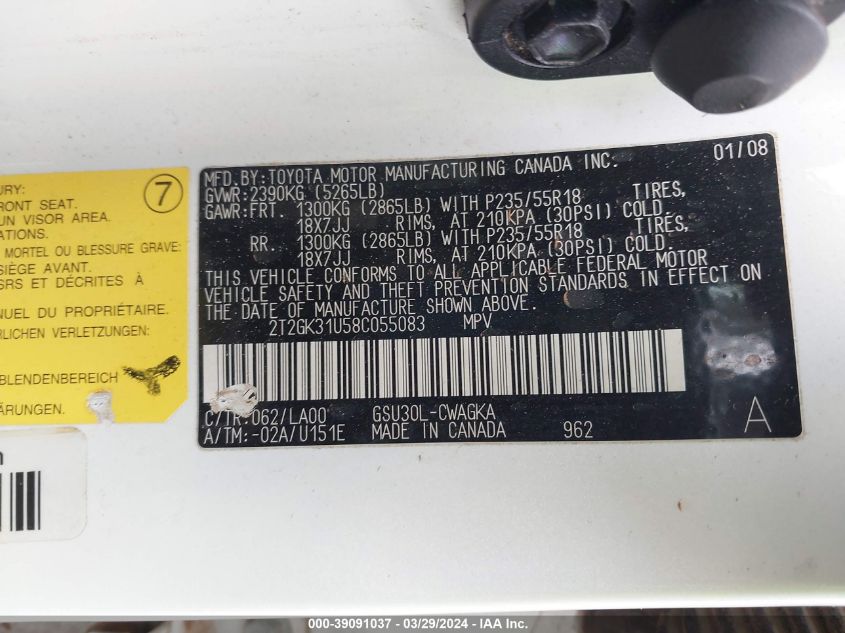 URY:
7
RONT SEAT.
UN VISOR AREA.
ATIONS.
MORTEL OU BLESSURE GRAVE:
SIÈGE AVANT.
SRS ET DÉCRITES À
NUEL DU PROPRIÉTAIRE.
RLICHEN VERLETZUNGEN:
BLENDENBEREICH
MFD.BY:TOYOTA MOTOR MANUFACTURING CANADA INC. 01/08
GVWR:2390KG (5265LB)
GAWR:FRT. 1300KG (2865LB) WITH P235/55R18 TIRES,
18X7JJ RIMS, AT 210KPA (30PSI) COLD.
RR. 1300KG (2865LB) WITH P235/55R18 TIRES,
18X7JJ RIMS, AT 210KPA (30PSI) COLD.
THIS VEHICLE CONFORMS TO ALL APPLICABLE FEDERAL MOTOR
VEHICLE SAFETY AND THEFT PREVENTION STANDARDS IN EFFECT ON
THE DATE OF MANUFACTURE SHOWN ABOVE.
2T2GK31U58C055083 MPV
C/TR:062/LA00 GSU30L-CWAGKA
A/TM:-02A/U151E MADE IN CANADA 962 A
000-39091037 - 03/29/2024 - IAA Inc.